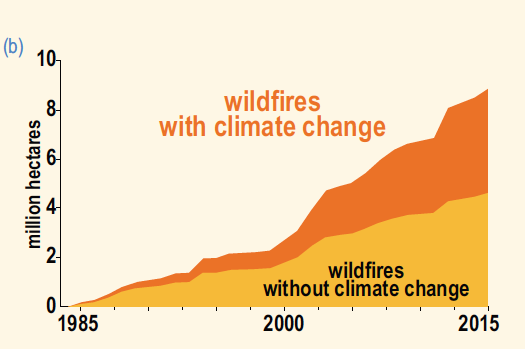 (b)
10
8
6
4
2
0
million hectares
wildfires
with climate change
wildfires
without climate change
1985
2000
2015